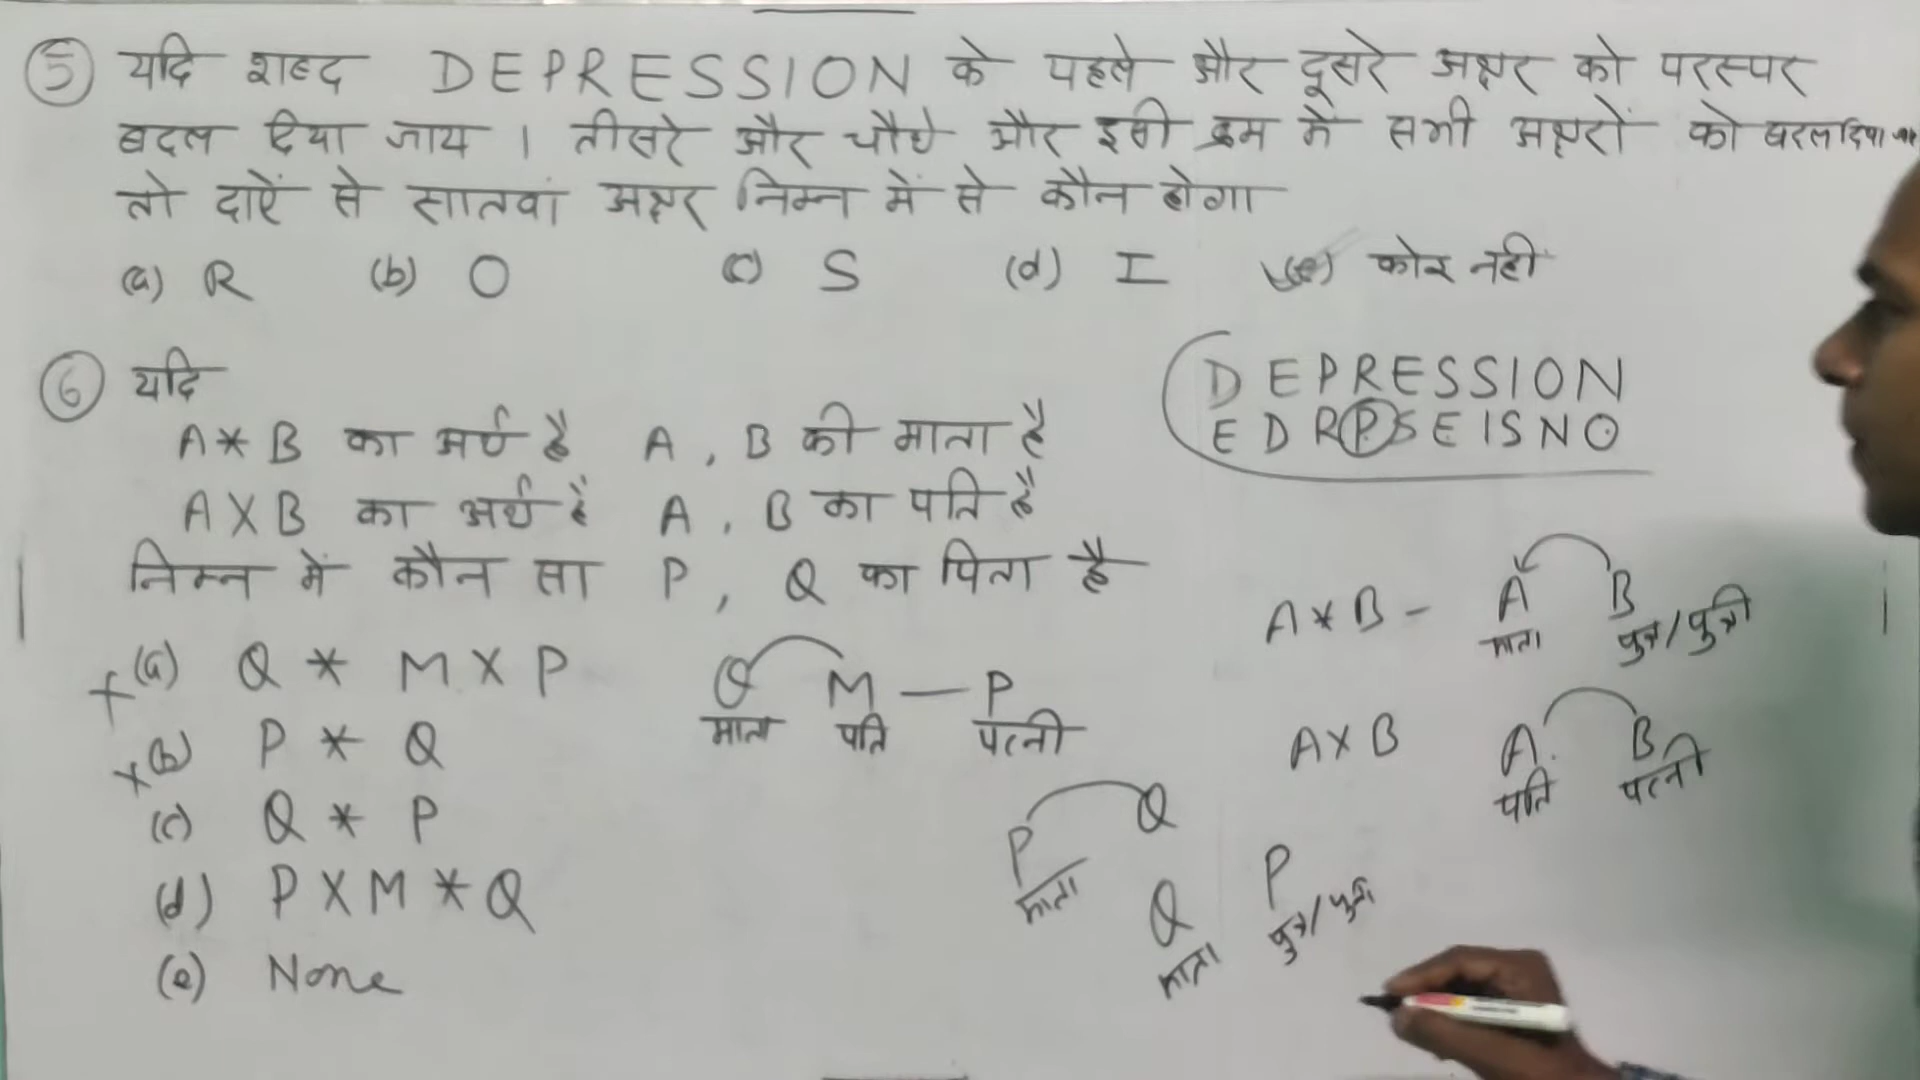 ⑤ यदि शब्द DEPRESSION के पहले और दूसरे अक्षर को परस्पर
बदल दिया जाय । तीसरे और चौथे और इसी क्रम में सभी अक्षरों को बदल दिया जाए
तो दाऐं से सातवां अक्षर निम्न में से कौन होगा
(a) R (b) O (c) S (d) I (e) कोई नहीं
DEPRESSION
EDRPSEISNO
⑥ यदि
A * B का अर्थ है A , B की माता है
A X B का अर्थ है A , B का पति है
निम्न में कौन सा P , Q का पिता है
(a) Q * M X P
(b) P * Q
(c) Q * P
(d) P X M * Q
(e) None
Q M — P
माता पति पत्नी
A * B – A B
माता पुत्र/पुत्री
A X B A B
पति पत्नी
P Q
माता
Q P
माता पुत्र/पुत्री